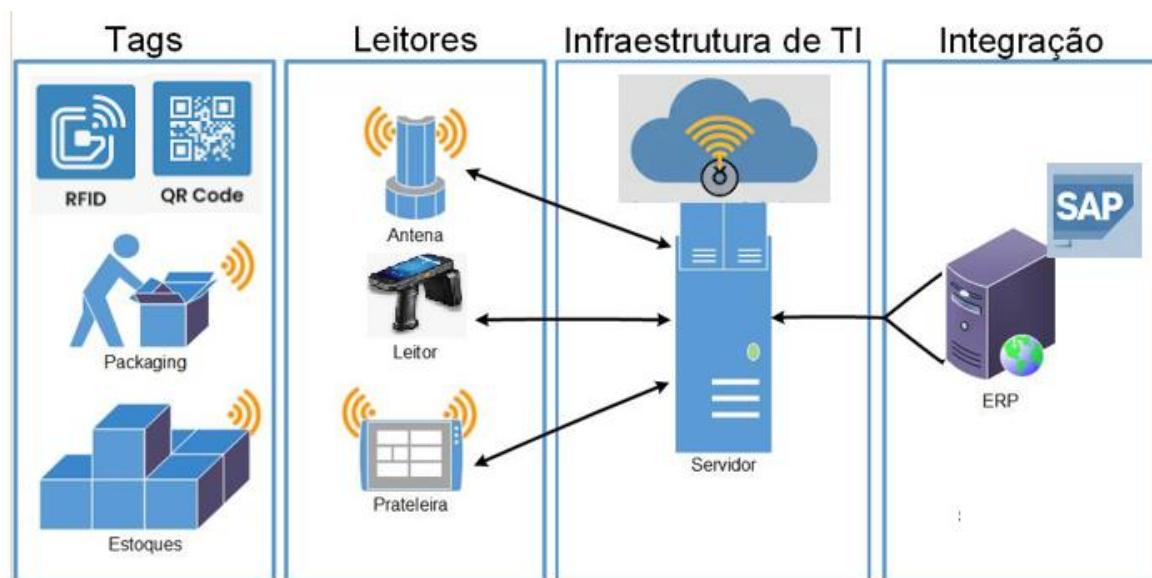 Tags
Leitores
Infraestrutura de TI
Integração
RFID
QR Code
Packaging
Estoques
Antena
Leitor
Prateleira
Servidor
SAP
ERP